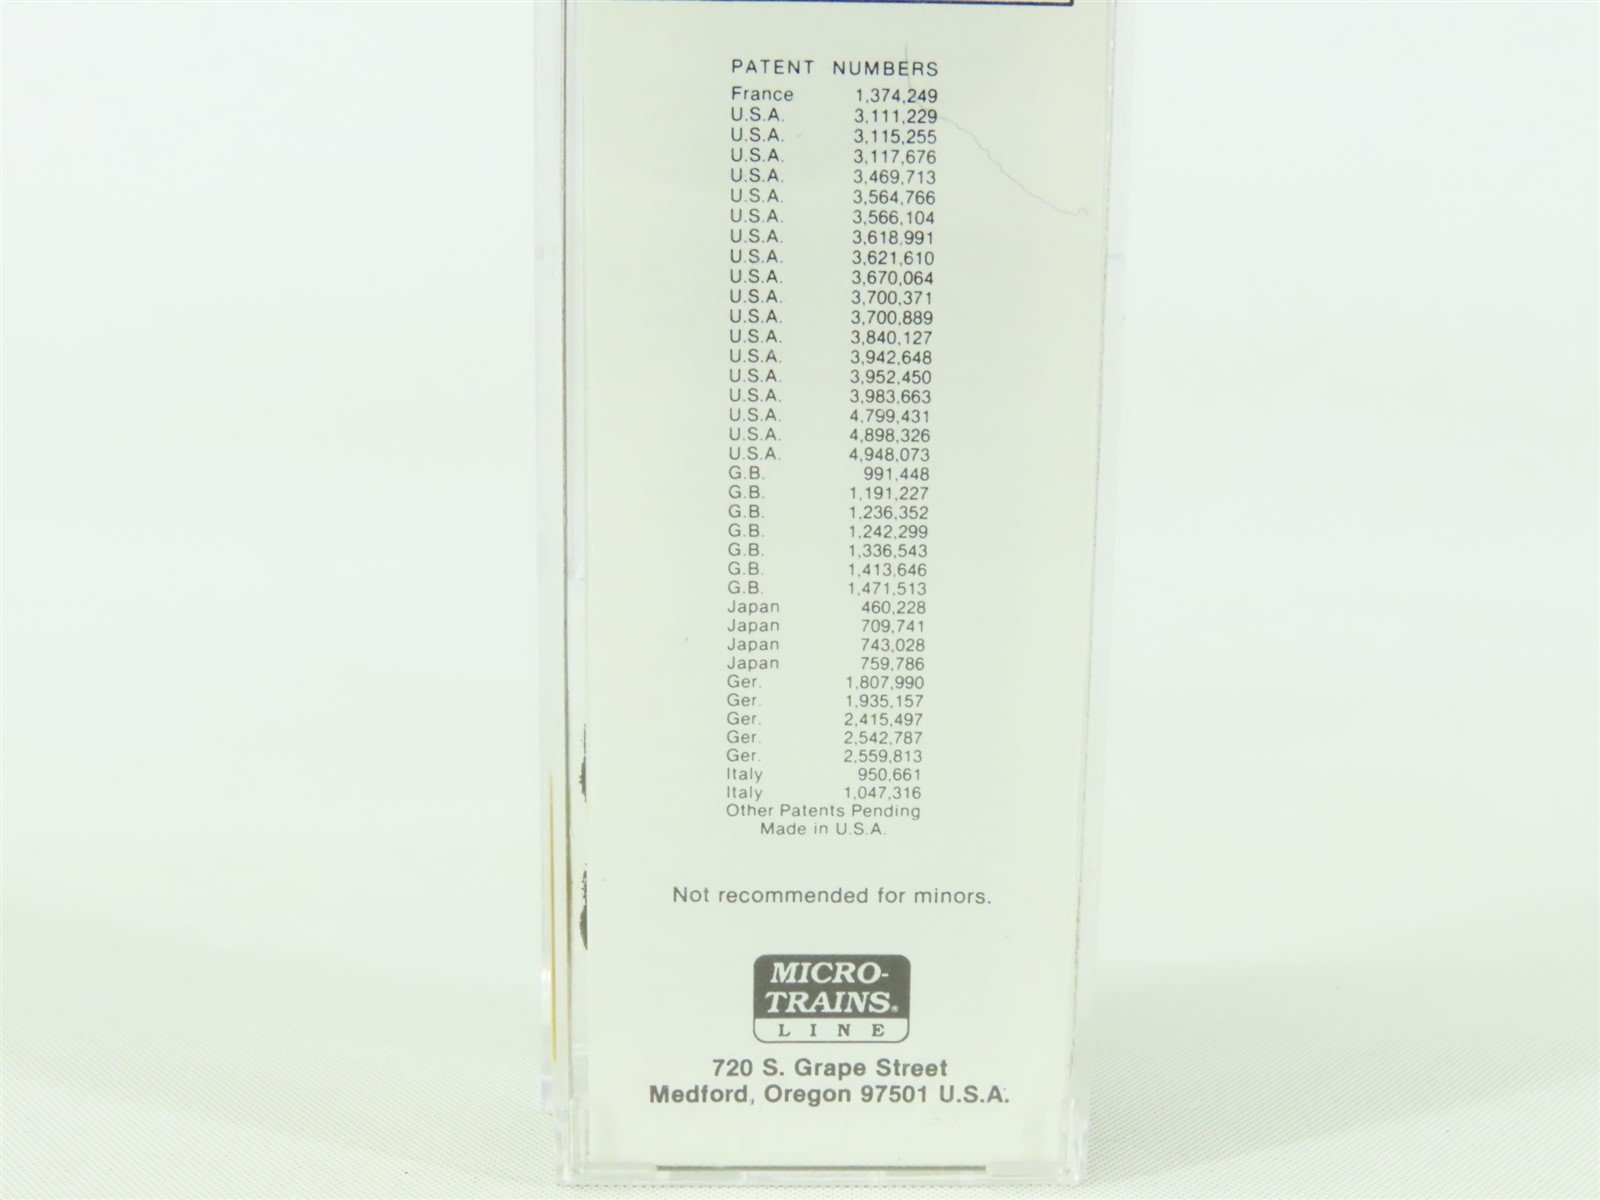 PATENT NUMBERS
France 1,374,249
U.S.A. 3,111,229
U.S.A. 3,115,255
U.S.A. 3,117,676
U.S.A. 3,469,713
U.S.A. 3,564,766
U.S.A. 3,566,104
U.S.A. 3,618,991
U.S.A. 3,621,610
U.S.A. 3,670,064
U.S.A. 3,700,371
U.S.A. 3,700,889
U.S.A. 3,840,127
U.S.A. 3,942,648
U.S.A. 3,952,450
U.S.A. 3,983,663
U.S.A. 4,799,431
U.S.A. 4,898,326
U.S.A. 4,948,073
G.B. 991,448
G.B. 1,191,227
G.B. 1,236,352
G.B. 1,242,299
G.B. 1,336,543
G.B. 1,413,646
G.B. 1,471,513
Japan 460,228
Japan 709,741
Japan 743,028
Japan 759,786
Ger. 1,807,990
Ger. 1,935,157
Ger. 2,415,497
Ger. 2,542,787
Ger. 2,559,813
Italy 950,661
Italy 1,047,316
Other Patents Pending
Made in U.S.A.
Not recommended for minors.
MICRO-
TRAINS®
LINE
720 S. Grape Street
Medford, Oregon 97501 U.S.A.